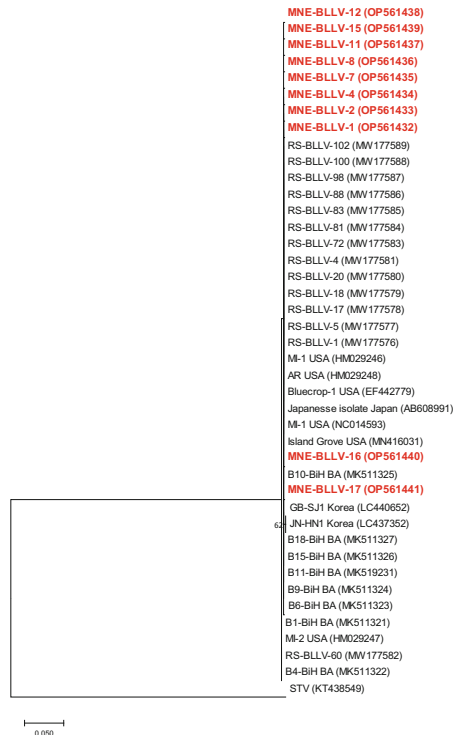 MNE-BLLV-12 (OP561438)
MNE-BLLV-15 (OP561439)
MNE-BLLV-11 (OP561437)
MNE-BLLV-8 (OP561436)
MNE-BLLV-7 (OP561435)
MNE-BLLV-4 (OP561434)
MNE-BLLV-2 (OP561433)
MNE-BLLV-1 (OP561432)
RS-BLLV-102 (MW177589)
RS-BLLV-100 (MW177588)
RS-BLLV-98 (MW177587)
RS-BLLV-88 (MW177586)
RS-BLLV-83 (MW177585)
RS-BLLV-81 (MW177584)
RS-BLLV-72 (MW177583)
RS-BLLV-4 (MW177581)
RS-BLLV-20 (MW177580)
RS-BLLV-18 (MW177579)
RS-BLLV-17 (MW177578)
RS-BLLV-5 (MW177577)
RS-BLLV-1 (MW177576)
MI-1 USA (HM029246)
AR USA (HM029248)
Bluecrop-1 USA (EF442779)
Japanesse isolate Japan (AB608991)
MI-1 USA (NC014593)
Island Grove USA (MN416031)
MNE-BLLV-16 (OP561440)
B10-BiH BA (MK511325)
MNE-BLLV-17 (OP561441)
GB-SJ1 Korea (LC440652)
62 JN-HN1 Korea (LC437352)
B18-BiH BA (MK511327)
B15-BiH BA (MK511326)
B11-BiH BA (MK519231)
B9-BiH BA (MK511324)
B6-BiH BA (MK511323)
B1-BiH BA (MK511321)
MI-2 USA (HM029247)
RS-BLLV-60 (MW177582)
B4-BiH BA (MK511322)
STV (KT438549)
0.050